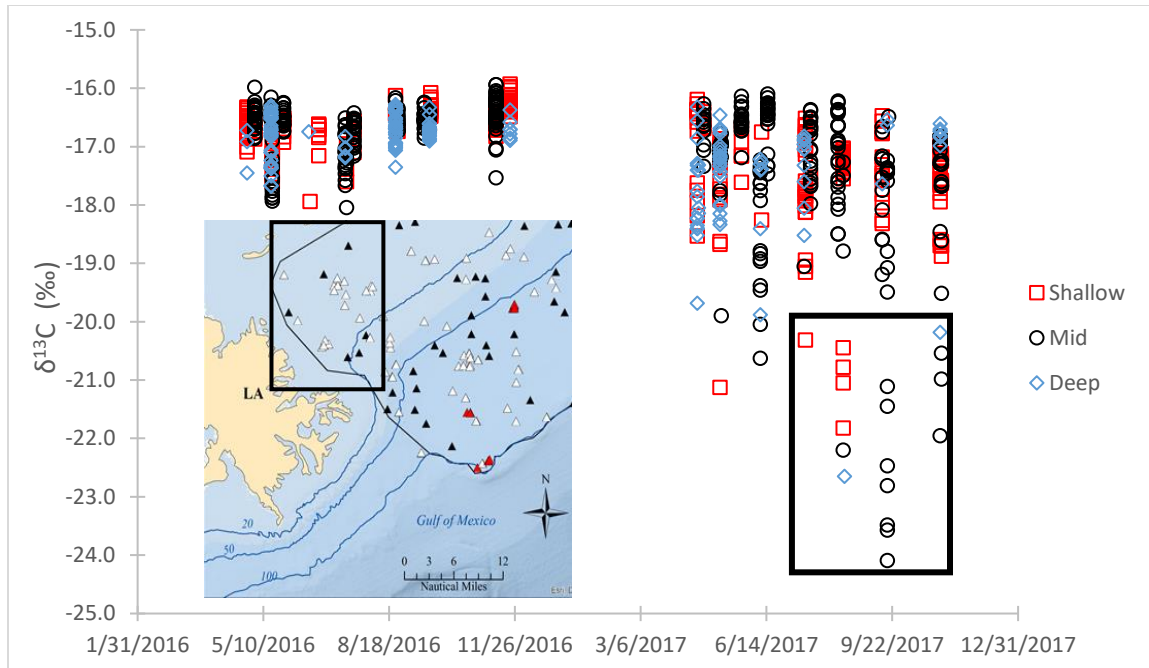 -15.0
-16.0
-17.0
-18.0
-19.0
-20.0
-21.0
-22.0
-23.0
-24.0
-25.0
δ¹³C (‰)
1/31/2016 5/10/2016 8/18/2016 11/26/2016 3/6/2017 6/14/2017 9/22/2017 12/31/2017
Shallow
Mid
Deep
LA
N
20
50
100
Gulf of Mexico
0 3 6 12
Nautical Miles